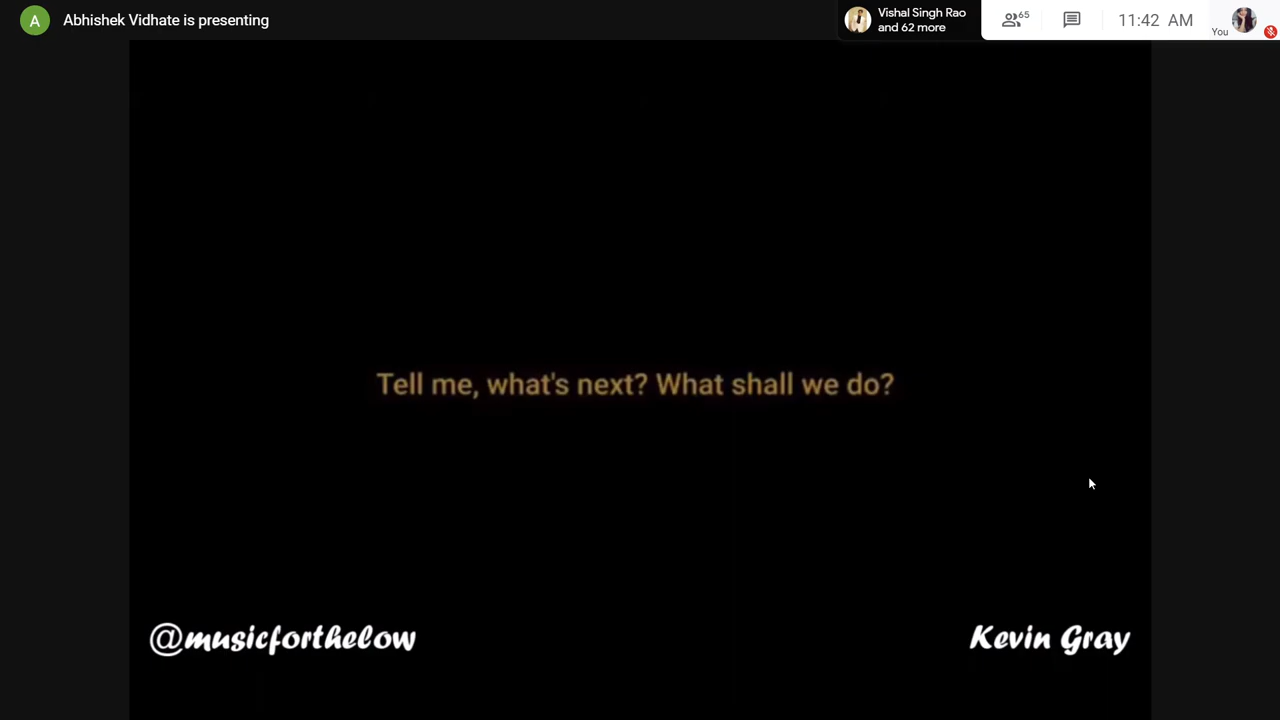 A
Abhishek Vidhate is presenting
Vishal Singh Rao
and 62 more
65
11:42 AM
You
Tell me, what's next? What shall we do?
@musicforthelow
Kevin Gray